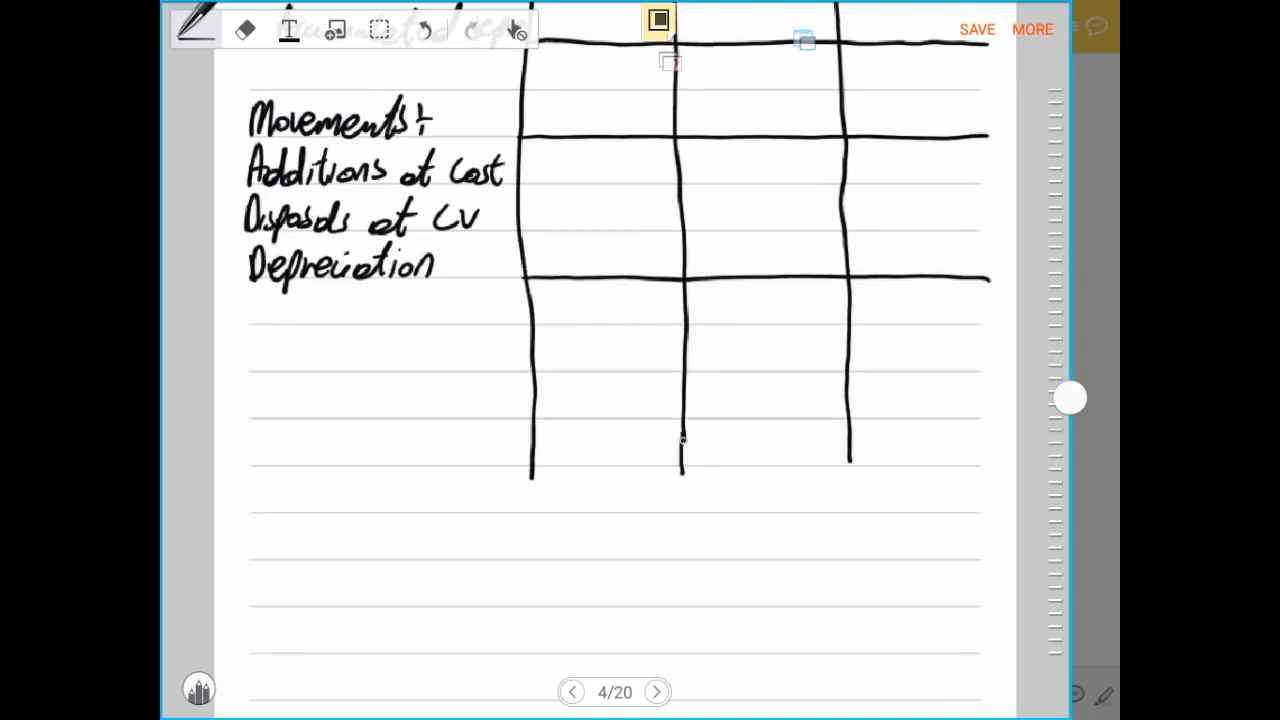 T
SAVE MORE
Movements:
Additions at cost
Disposals at CV
Depreciation
4/20